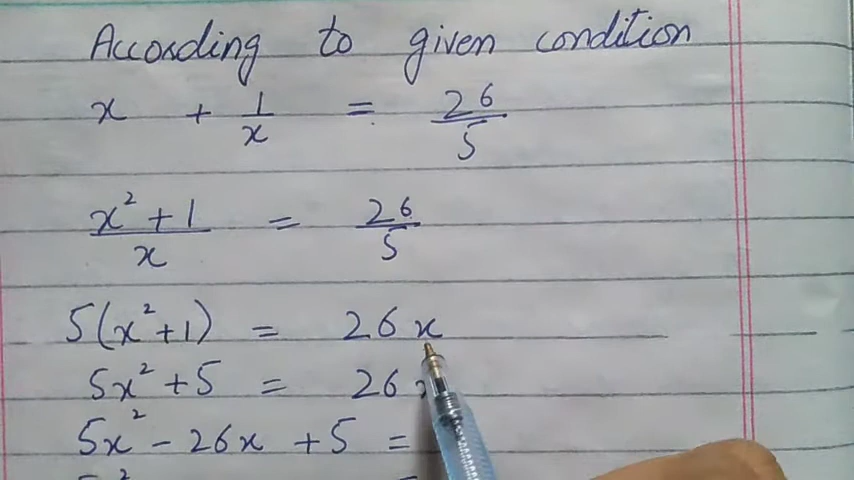 According to given condition
x + 1/x = 26/5
x² + 1 / x = 26/5
5(x² + 1) = 26x
5x² + 5 = 26
5x² - 26x + 5 =